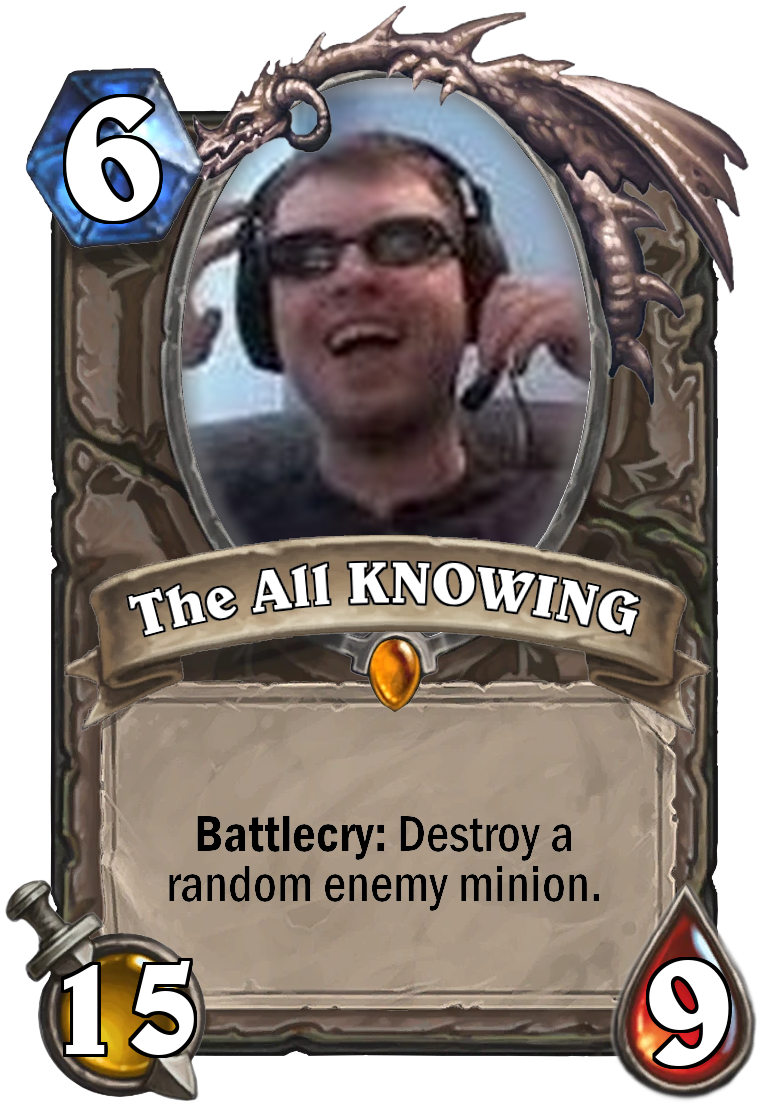 6
The All KNOWING
Battlecry: Destroy a
random enemy minion.
15 9